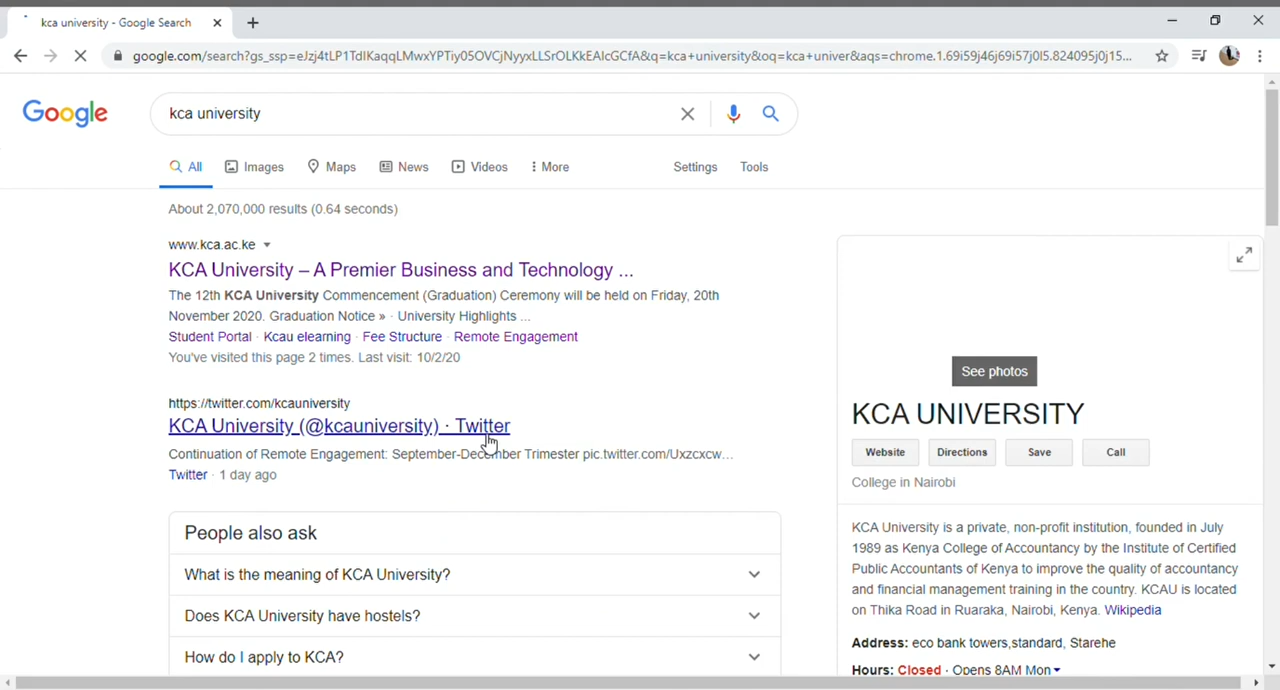 kca university - Google Search
google.com/search?gs_ssp=eJzj4tLP1TdIKaqqLMwxYPTiy05OVCjNyyxLLSrOLKkEAIcGCfA&q=kca+university&oq=kca+univer&aqs=chrome.1.69i59j46j69i57j0l5.824095j0j15...
Google
kca university
All Images Maps News Videos More Settings Tools
About 2,070,000 results (0.64 seconds)
www.kca.ac.ke
KCA University – A Premier Business and Technology ...
The 12th KCA University Commencement (Graduation) Ceremony will be held on Friday, 20th
November 2020. Graduation Notice » · University Highlights ...
Student Portal · Kcau elearning · Fee Structure · Remote Engagement
You've visited this page 2 times. Last visit: 10/2/20
https://twitter.com/kcauniversity
KCA University (@kcauniversity) · Twitter
Continuation of Remote Engagement: September-December Trimester pic.twitter.com/Uxzcxcw...
Twitter · 1 day ago
People also ask
What is the meaning of KCA University?
Does KCA University have hostels?
How do I apply to KCA?
See photos
KCA UNIVERSITY
Website Directions Save Call
College in Nairobi
KCA University is a private, non-profit institution, founded in July
1989 as Kenya College of Accountancy by the Institute of Certified
Public Accountants of Kenya to improve the quality of accountancy
and financial management training in the country. KCAU is located
on Thika Road in Ruaraka, Nairobi, Kenya. Wikipedia
Address: eco bank towers,standard, Starehe
Hours: Closed · Opens 8AM Mon